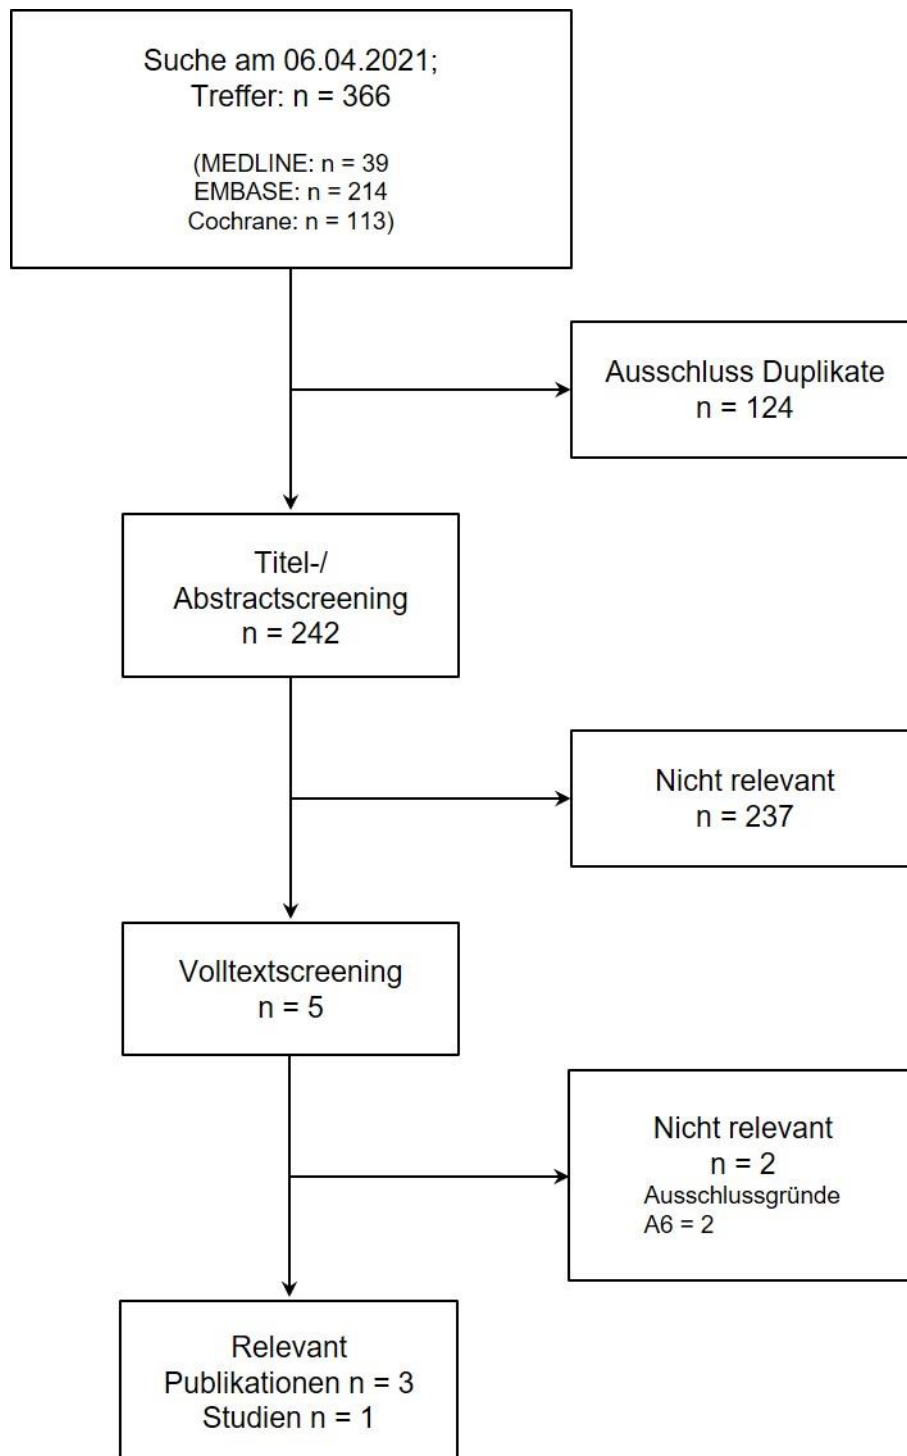 Suche am 06.04.2021;
Treffer: n = 366
(MEDLINE: n = 39
EMBASE: n = 214
Cochrane: n = 113)
Ausschluss Duplikate
n = 124
Titel-/
Abstractscreening
n = 242
Nicht relevant
n = 237
Volltextscreening
n = 5
Nicht relevant
n = 2
Ausschlussgründe
A6 = 2
Relevant
Publikationen n = 3
Studien n = 1